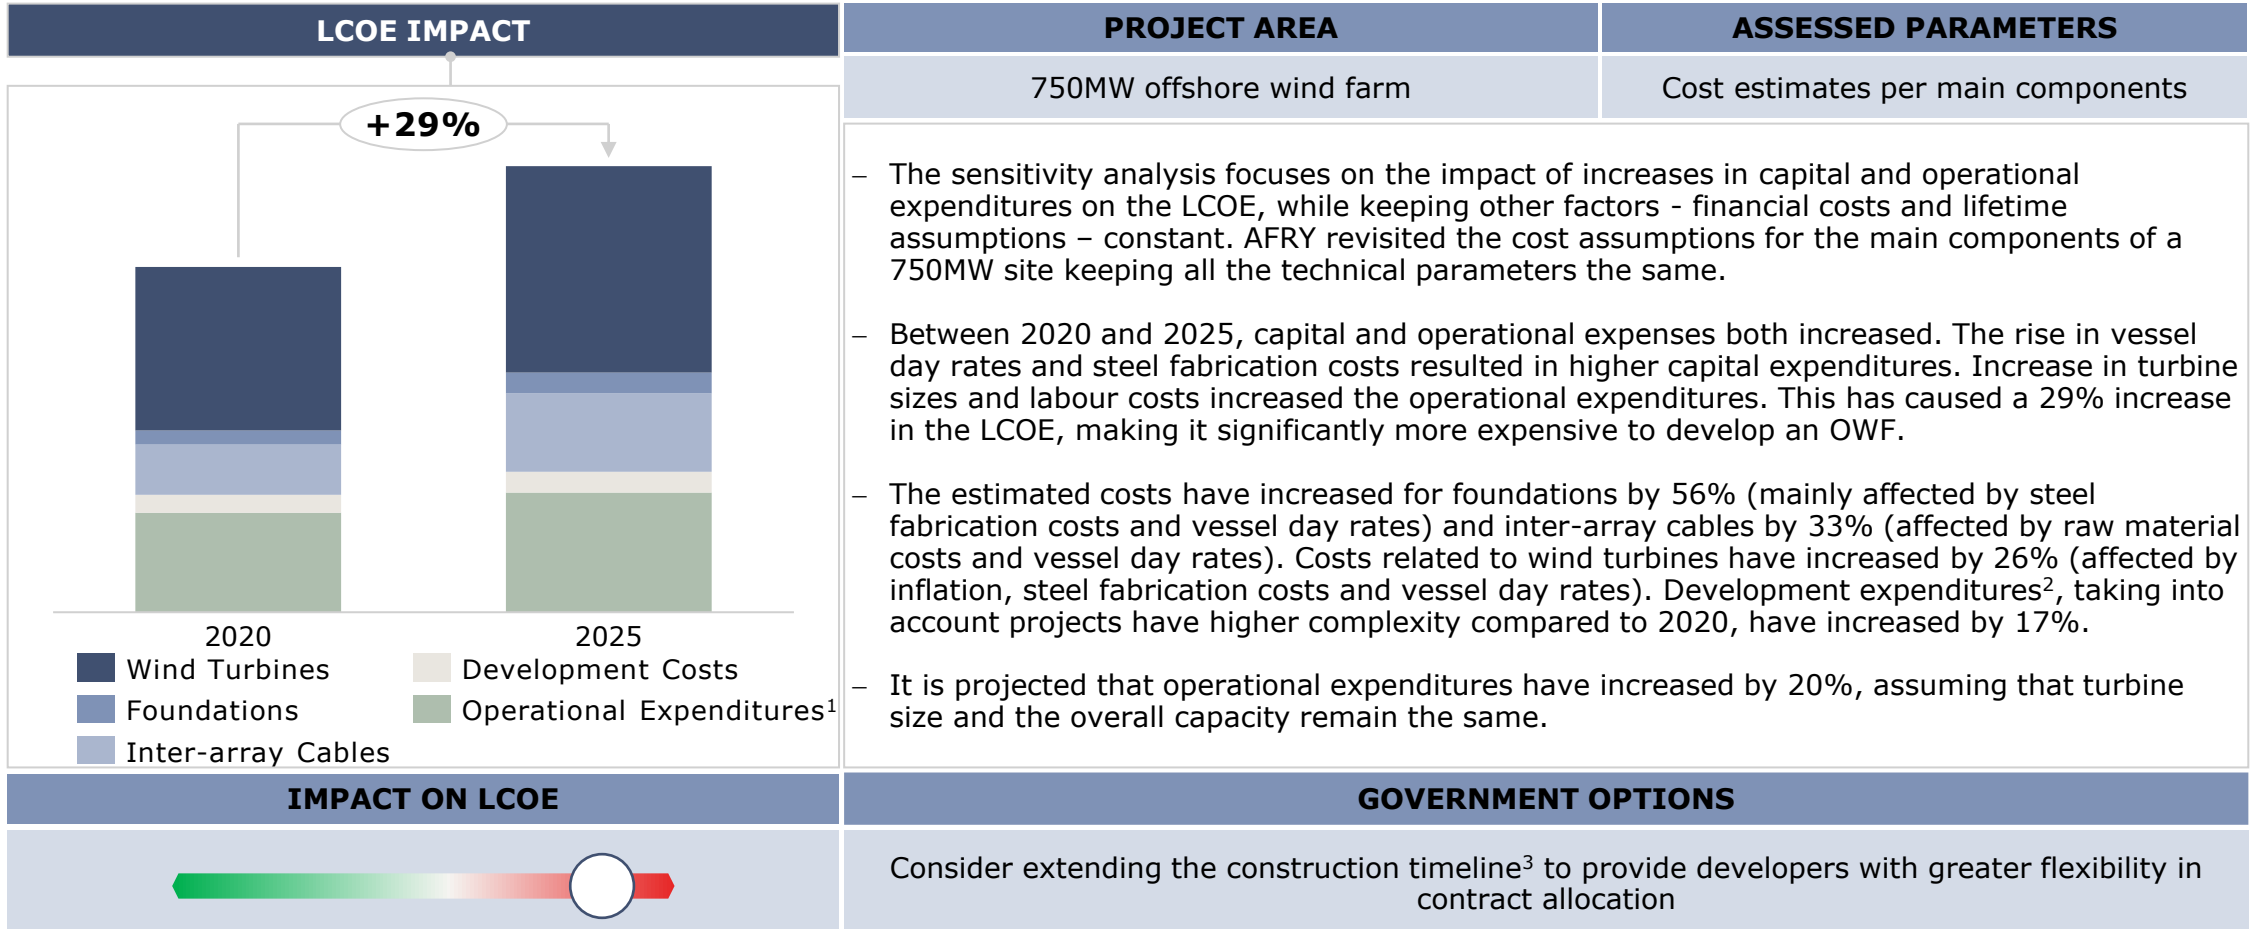 LCOE IMPACT
+29%
2020
2025
Wind Turbines
Foundations
Inter-array Cables
Development Costs
Operational Expenditures¹
PROJECT AREA
750MW offshore wind farm
ASSESSED PARAMETERS
Cost estimates per main components
– The sensitivity analysis focuses on the impact of increases in capital and operational
expenditures on the LCOE, while keeping other factors - financial costs and lifetime
assumptions – constant. AFRY revisited the cost assumptions for the main components of a
750MW site keeping all the technical parameters the same.
– Between 2020 and 2025, capital and operational expenses both increased. The rise in vessel
day rates and steel fabrication costs resulted in higher capital expenditures. Increase in turbine
sizes and labour costs increased the operational expenditures. This has caused a 29% increase
in the LCOE, making it significantly more expensive to develop an OWF.
– The estimated costs have increased for foundations by 56% (mainly affected by steel
fabrication costs and vessel day rates) and inter-array cables by 33% (affected by raw material
costs and vessel day rates). Costs related to wind turbines have increased by 26% (affected by
inflation, steel fabrication costs and vessel day rates). Development expenditures², taking into
account projects have higher complexity compared to 2020, have increased by 17%.
– It is projected that operational expenditures have increased by 20%, assuming that turbine
size and the overall capacity remain the same.
IMPACT ON LCOE
GOVERNMENT OPTIONS
Consider extending the construction timeline³ to provide developers with greater flexibility in
contract allocation